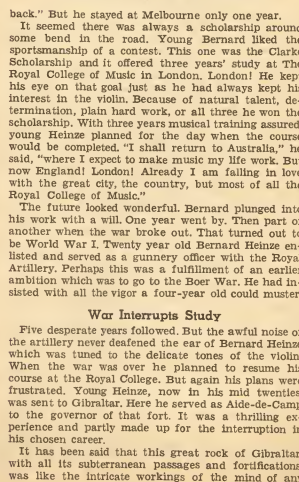 back." But he stayed at Melbourne only one year.
It seemed there was always a scholarship around
some bend in the road. Young Bernard liked the
sportsmanship of a contest. This one was the Clarke
Scholarship and it offered three years' study at The
Royal College of Music in London. London! He kept
his eye on that goal just as he had always kept his
interest in the violin. Because of natural talent, de-
termination, plain hard work, or all three he won the
scholarship. With three years musical training assured
young Heinze planned for the day when the course
would be completed. "I shall return to Australia," he
said, "where I expect to make music my life work. But
now England! London! Already I am falling in love
with the great city, the country, but most of all the
Royal College of Music."
The future looked wonderful. Bernard plunged into
his work with a will. One year went by. Then part of
another when the war broke out. That turned out to
be World War I. Twenty year old Bernard Heinze en-
listed and served as a gunnery officer with the Royal
Artillery. Perhaps this was a fulfillment of an earlier
ambition which was to go to the Boer War. He had in-
sisted with all the vigor a four-year old could muster.
War Interrupts Study
Five desperate years followed. But the awful noise of
the artillery never deafened the ear of Bernard Heinze
which was tuned to the delicate tones of the violin.
When the war was over he planned to resume his
course at the Royal College. But again his plans were
frustrated. Young Heinze, now in his mid twenties
was sent to Gibraltar. Here he served as Aide-de-Camp
to the governor of that fort. It was a thrilling ex-
perience and partly made up for the interruption in
his chosen career.
It has been said that this great rock of Gibraltar
with all its subterranean passages and fortifications
was like the intricate workings of the mind of any